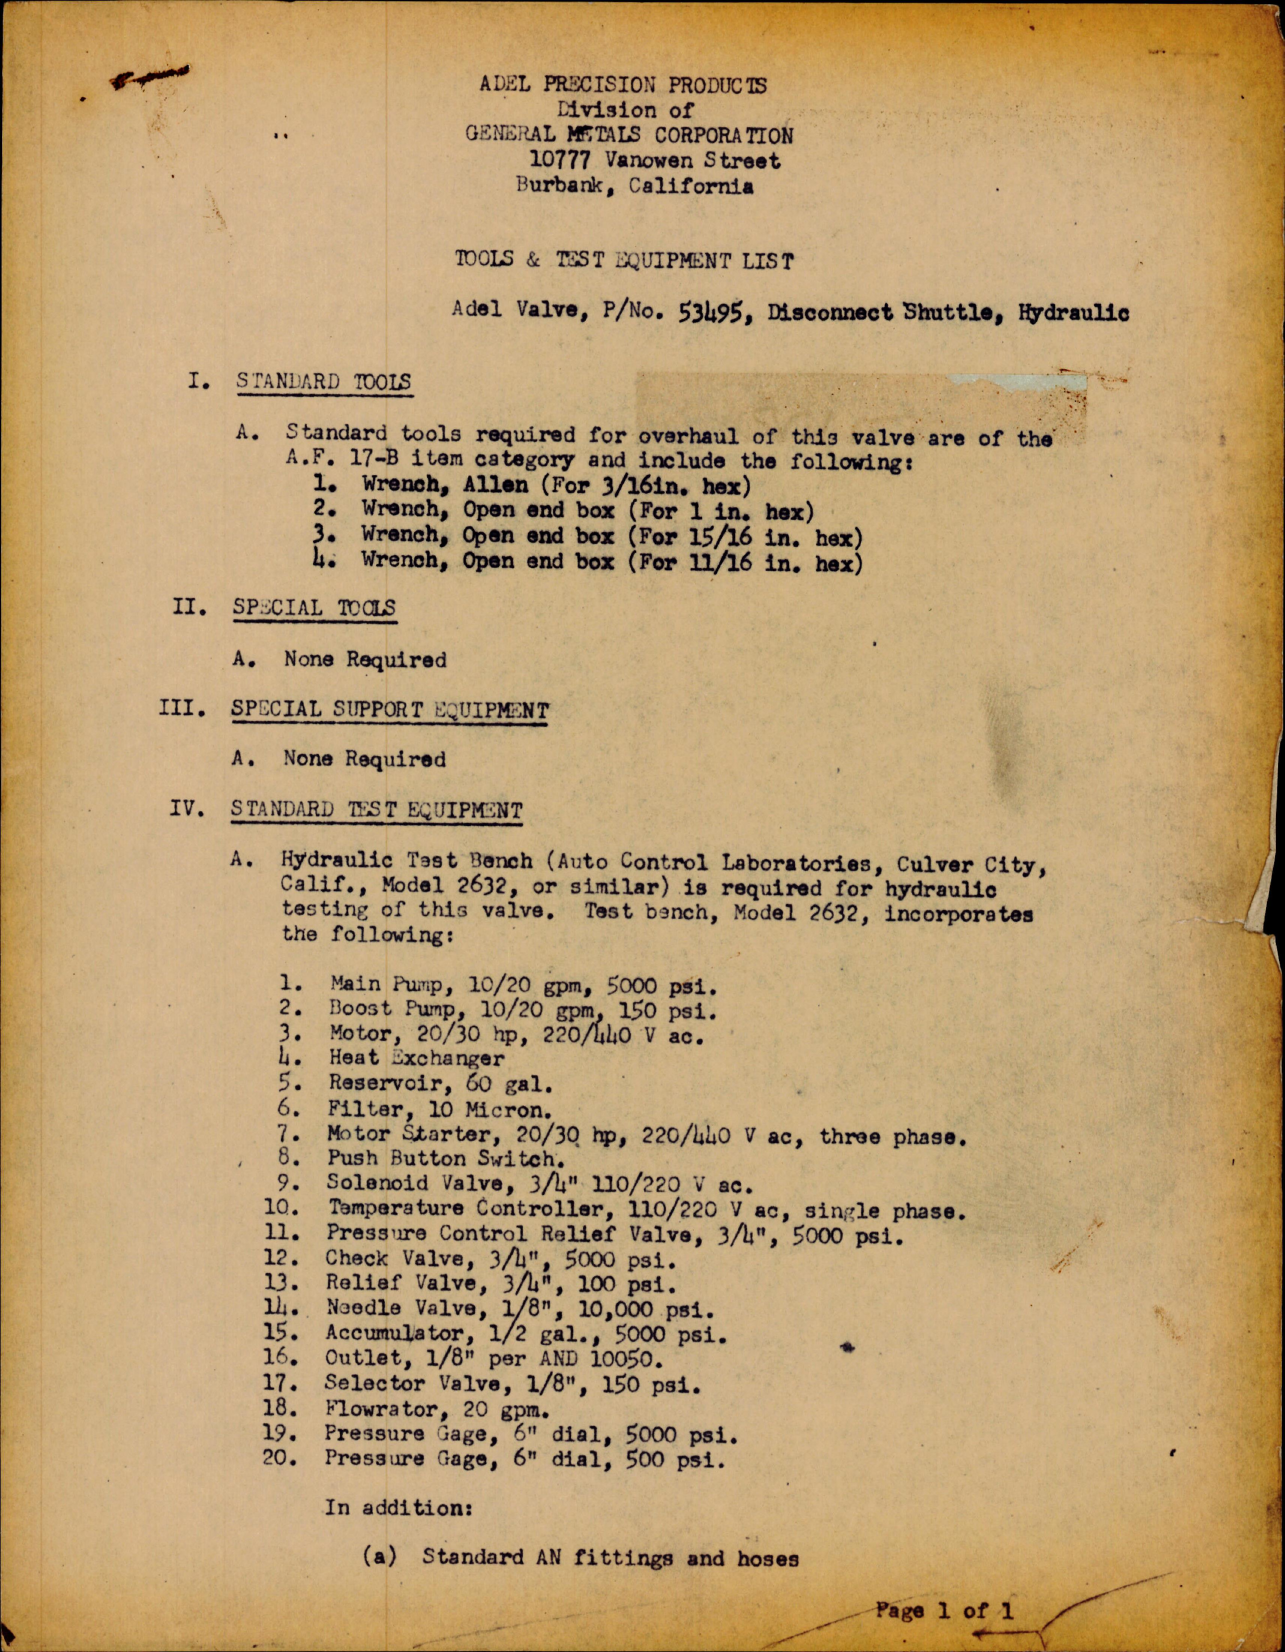 ADEL PRECISION PRODUCTS
Division of
GENERAL METALS CORPORATION
10777 Vanowen Street
Burbank, California
TOOLS & TEST EQUIPMENT LIST
Adel Valve, P/No. 53495, Disconnect Shuttle, Hydraulic
I. STANDARD TOOLS
A. Standard tools required for overhaul of this valve are of the
A.F. 17-B item category and include the following:
1. Wrench, Allen (For 3/16in. hex)
2. Wrench, Open end box (For 1 in. hex)
3. Wrench, Open end box (For 15/16 in. hex)
4. Wrench, Open end box (For 11/16 in. hex)
II. SPECIAL TOOLS
A. None Required
III. SPECIAL SUPPORT EQUIPMENT
A. None Required
IV. STANDARD TEST EQUIPMENT
A. Hydraulic Test Bench (Auto Control Laboratories, Culver City,
Calif., Model 2632, or similar) is required for hydraulic
testing of this valve. Test bench, Model 2632, incorporates
the following:
1. Main Pump, 10/20 gpm, 5000 psi.
2. Boost Pump, 10/20 gpm, 150 psi.
3. Motor, 20/30 hp, 220/440 V ac.
4. Heat Exchanger
5. Reservoir, 60 gal.
6. Filter, 10 Micron.
7. Motor Starter, 20/30 hp, 220/440 V ac, three phase.
8. Push Button Switch.
9. Solenoid Valve, 3/4" 110/220 V ac.
10. Temperature Controller, 110/220 V ac, single phase.
11. Pressure Control Relief Valve, 3/4", 5000 psi.
12. Check Valve, 3/4", 5000 psi.
13. Relief Valve, 3/4", 100 psi.
14. Needle Valve, 1/8", 10,000 psi.
15. Accumulator, 1/2 gal., 5000 psi.
16. Outlet, 1/8" per AND 10050.
17. Selector Valve, 1/8", 150 psi.
18. Flowrator, 20 gpm.
19. Pressure Gage, 6" dial, 5000 psi.
20. Pressure Gage, 6" dial, 500 psi.
In addition:
(a) Standard AN fittings and hoses
Page 1 of 1